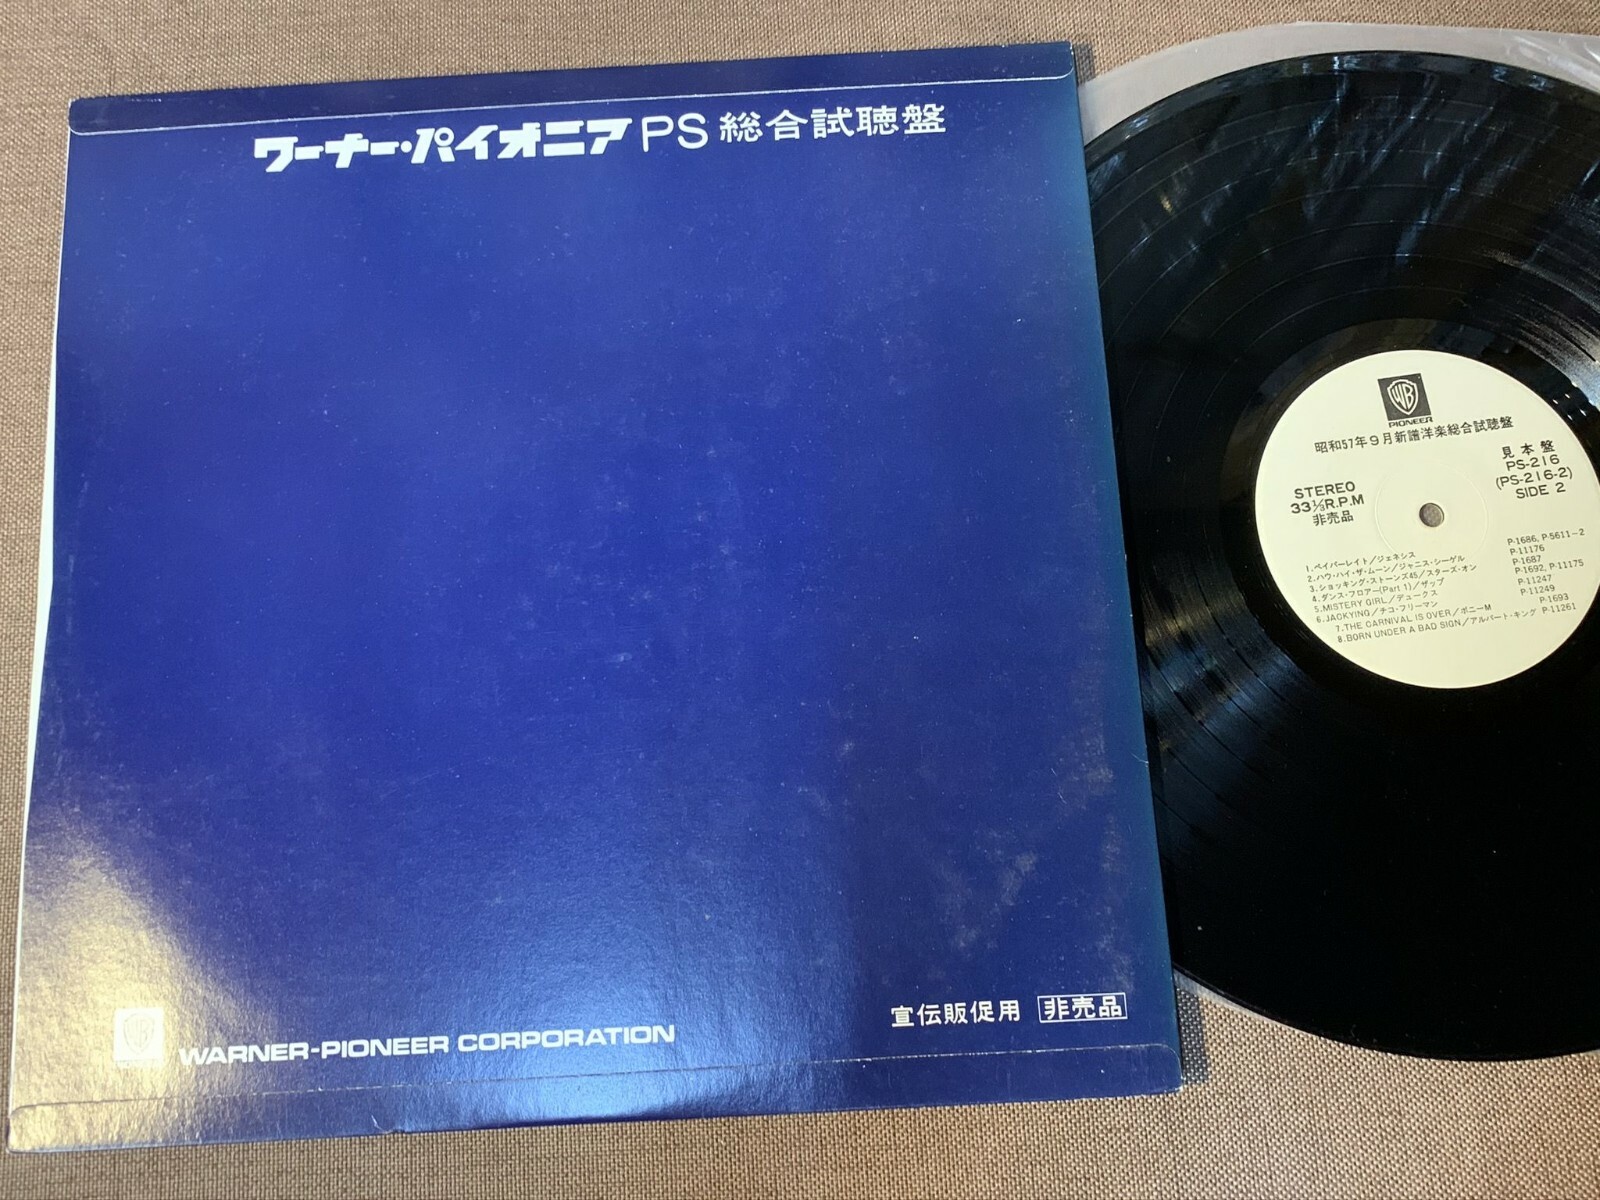 ワーナー・パイオニア PS 総合試聴盤
WB
WARNER-PIONEER CORPORATION
宣伝販促用 非売品
WB
PIONEER
昭和57年9月新譜洋楽総合試聴盤
見本盤
PS-216
(PS-216-2)
SIDE 2
STEREO
33⅓R.P.M
非売品
1.ペイパーレイト/ジェネシス P-1686, P-5611~2
2.ハウ・ハイ・ザ・ムーン/ジャニス・シーゲル P-11176
3.ショッキング・ストーンズ45/スターズ・オン P-1687
4.ダンス・フロアー(Part 1)/ザップ P-1692, P-11175
5.MISTERY GIRL/デュークス P-11247
6.JACKYING/チコ・フリーマン P-11249
7.THE CARNIVAL IS OVER/ボニーM P-1693
8.BORN UNDER A BAD SIGN/アルバート・キング P-11261